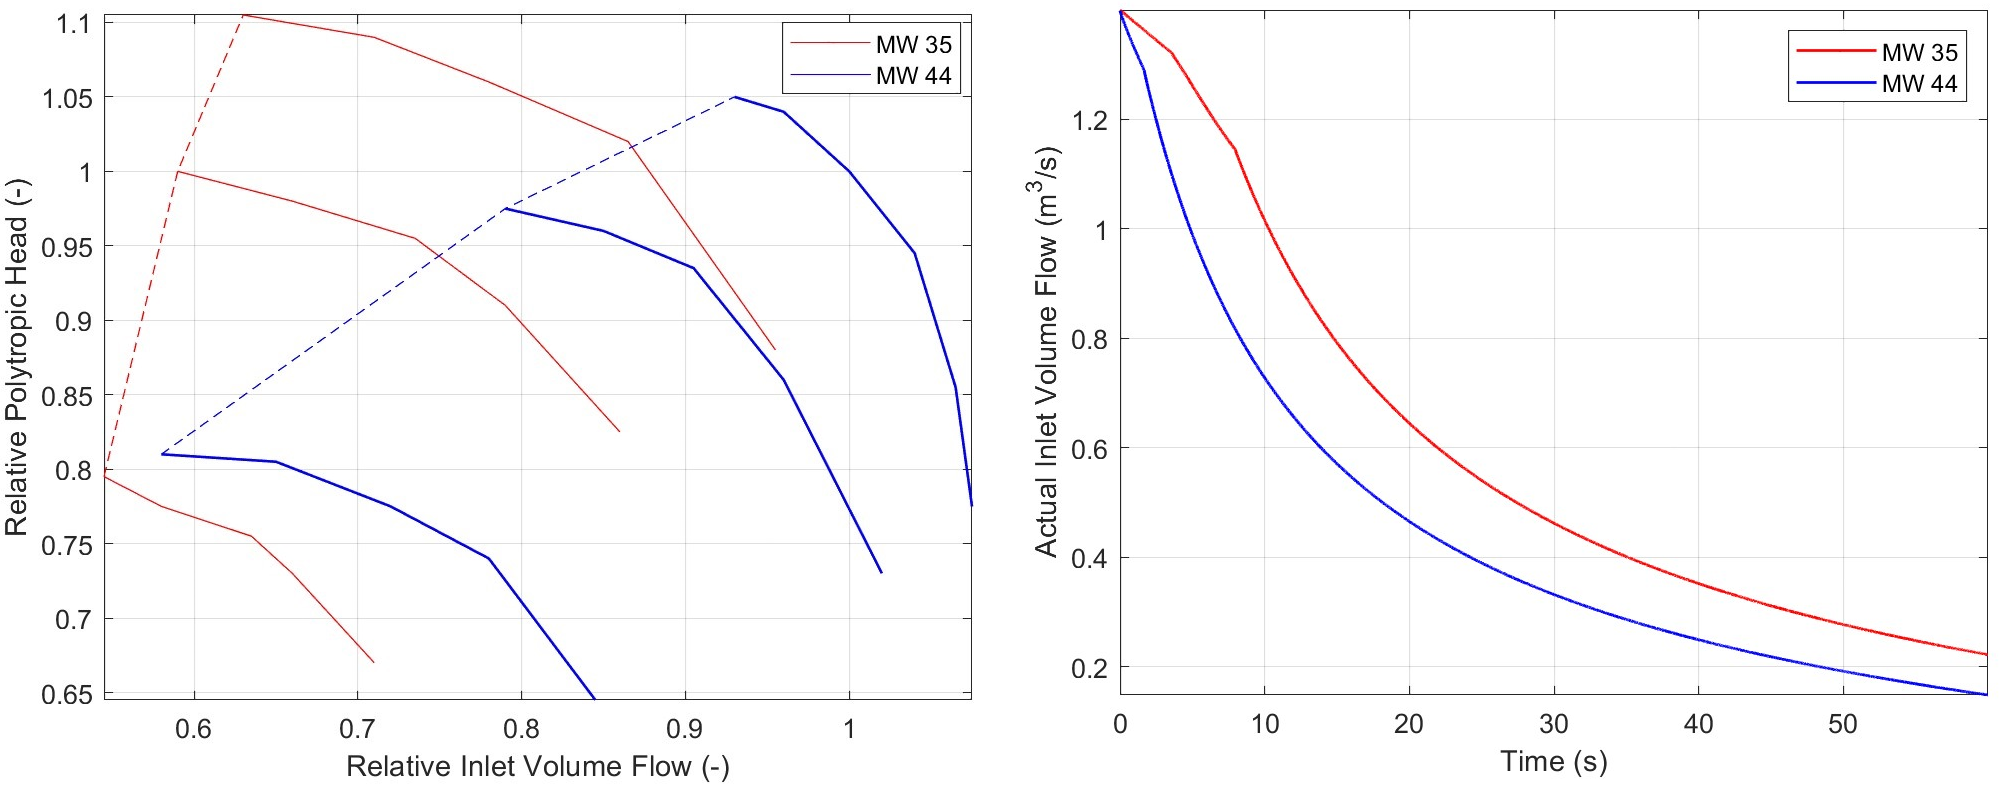 1.1
1.05
1
0.95
0.9
0.85
0.8
0.75
0.7
0.65
Relative Polytropic Head (-)
MW 35
MW 44
0.6 0.7 0.8 0.9 1
Relative Inlet Volume Flow (-)
1.2
1
0.8
0.6
0.4
0.2
Actual Inlet Volume Flow (m³/s)
MW 35
MW 44
0 10 20 30 40 50
Time (s)